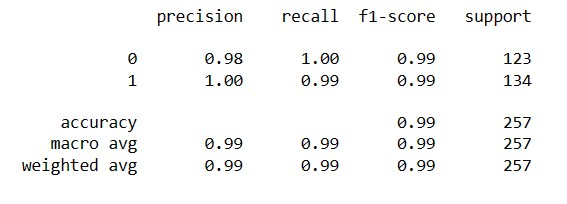 precision recall f1-score support
0 0.98 1.00 0.99 123
1 1.00 0.99 0.99 134
accuracy 0.99 257
macro avg 0.99 0.99 0.99 257
weighted avg 0.99 0.99 0.99 257